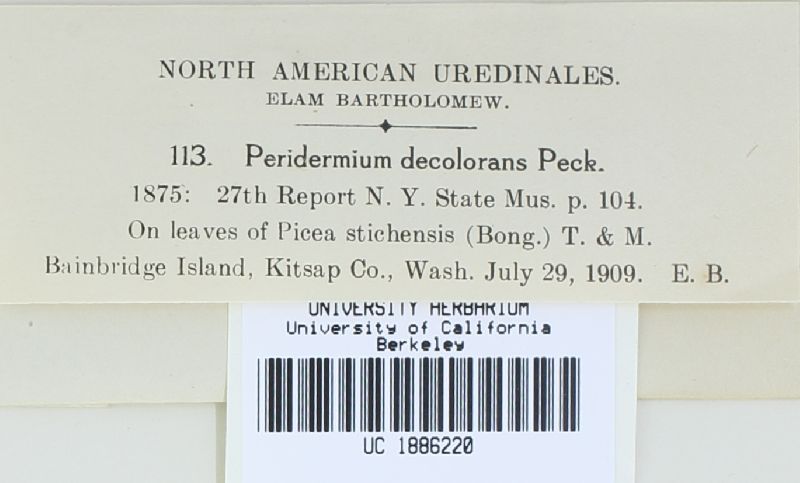 NORTH AMERICAN UREDINALES.
ELAM BARTHOLOMEW.
113. Peridermium decolorans Peck.
1875: 27th Report N. Y. State Mus. p. 104.
On leaves of Picea stichensis (Bong.) T. & M.
Bainbridge Island, Kitsap Co., Wash. July 29, 1909. E. B.
UNIVERSITY HERBARIUM
University of California
Berkeley
UC 1886220